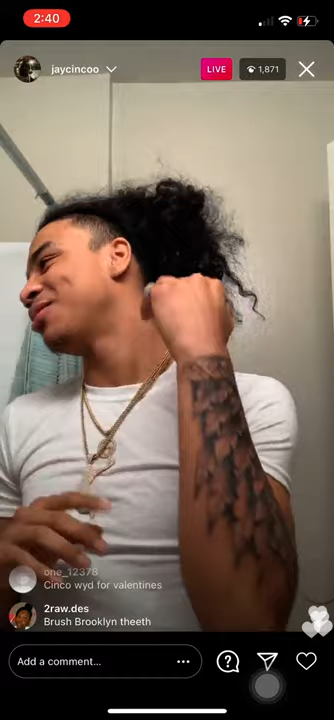 2:40
jaycincoo
LIVE
1,871
one_12378
Cinco wyd for valentines
2raw.des
Brush Brooklyn theeth
Add a comment...